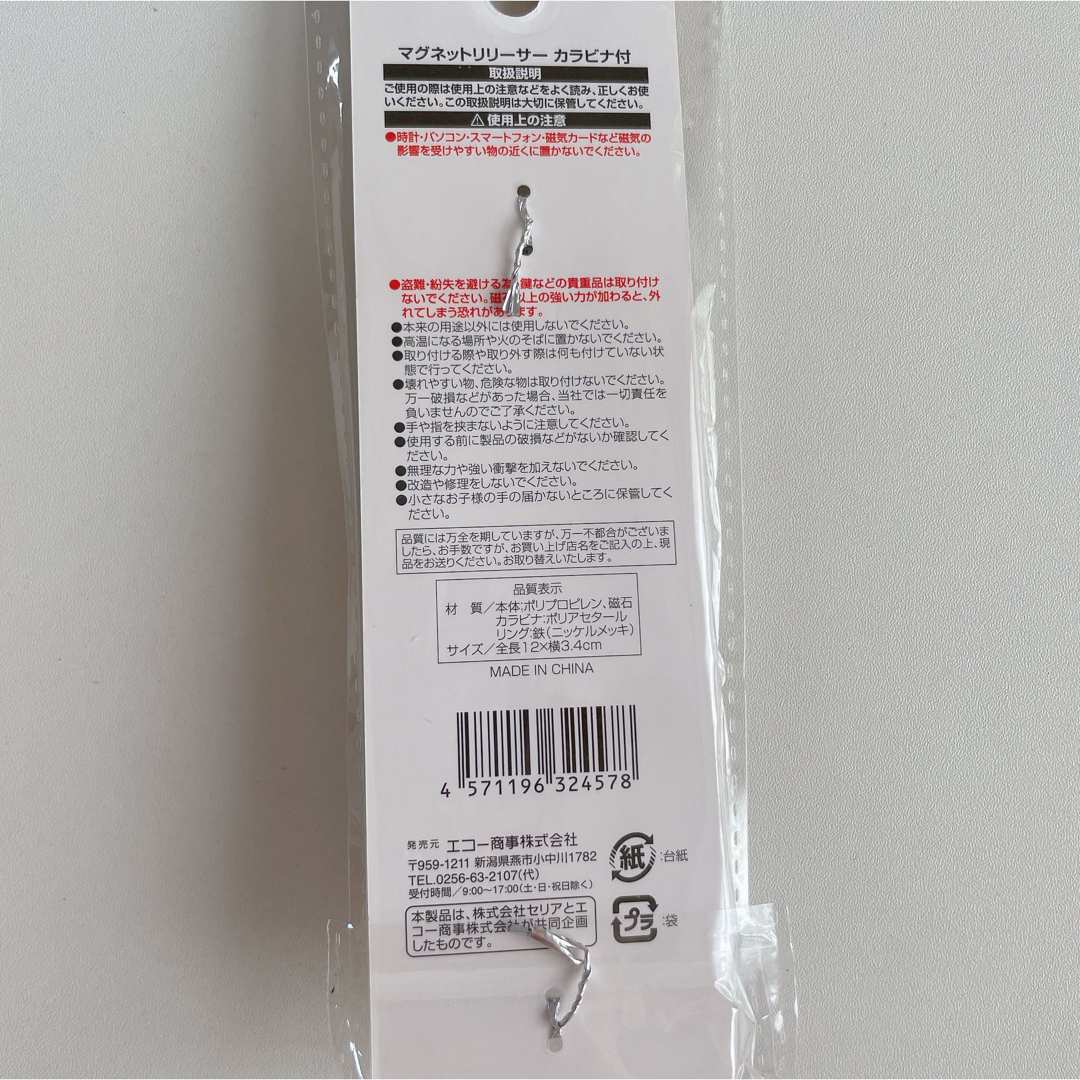 マグネットリリーサー カラビナ付
取扱説明
ご使用の際は使用上の注意などをよく読み、正しくお使
いください。この取扱説明は大切に保管してください。
⚠使用上の注意
●時計・パソコン・スマートフォン・磁気カードなど磁気の
影響を受けやすい物の近くに置かないでください。
●盗難・紛失を避ける為、鍵などの貴重品は取り付け
ないでください。磁石以上の強い力が加わると、外
れてしまう恐れがあります。
●本来の用途以外には使用しないでください。
●高温になる場所や火のそばに置かないでください。
●取り付ける際や取り外す際は何も付けていない状
態で行ってください。
●壊れやすい物、危険な物は取り付けないでください。
万一破損などがあった場合、当社では一切責任を
負いませんのでご了承ください。
●手や指を挟まないように注意してください。
●使用する前に製品の破損などがないか確認してく
ださい。
●無理な力や強い衝撃を加えないでください。
●改造や修理をしないでください。
●小さなお子様の手の届かないところに保管してく
ださい。
品質には万全を期していますが、万一不都合がございま
したら、お手数ですが、お買い上げ店名をご記入の上、現
品をお送りください。お取り替えいたします。
品質表示
材 質／本体:ポリプロピレン、磁石
カラビナ:ポリアセタール
リング:鉄(ニッケルメッキ)
サイズ／全長12×横3.4cm
MADE IN CHINA
4 571196 324578
発売元 エコー商事株式会社
〒959-1211 新潟県燕市小中川1782
TEL.0256-63-2107(代)
受付時間／9:00～17:00(土・日・祝日除く)
紙:台紙
プラ:袋
本製品は、株式会社セリアとエ
コー商事株式会社が共同企画
したものです。